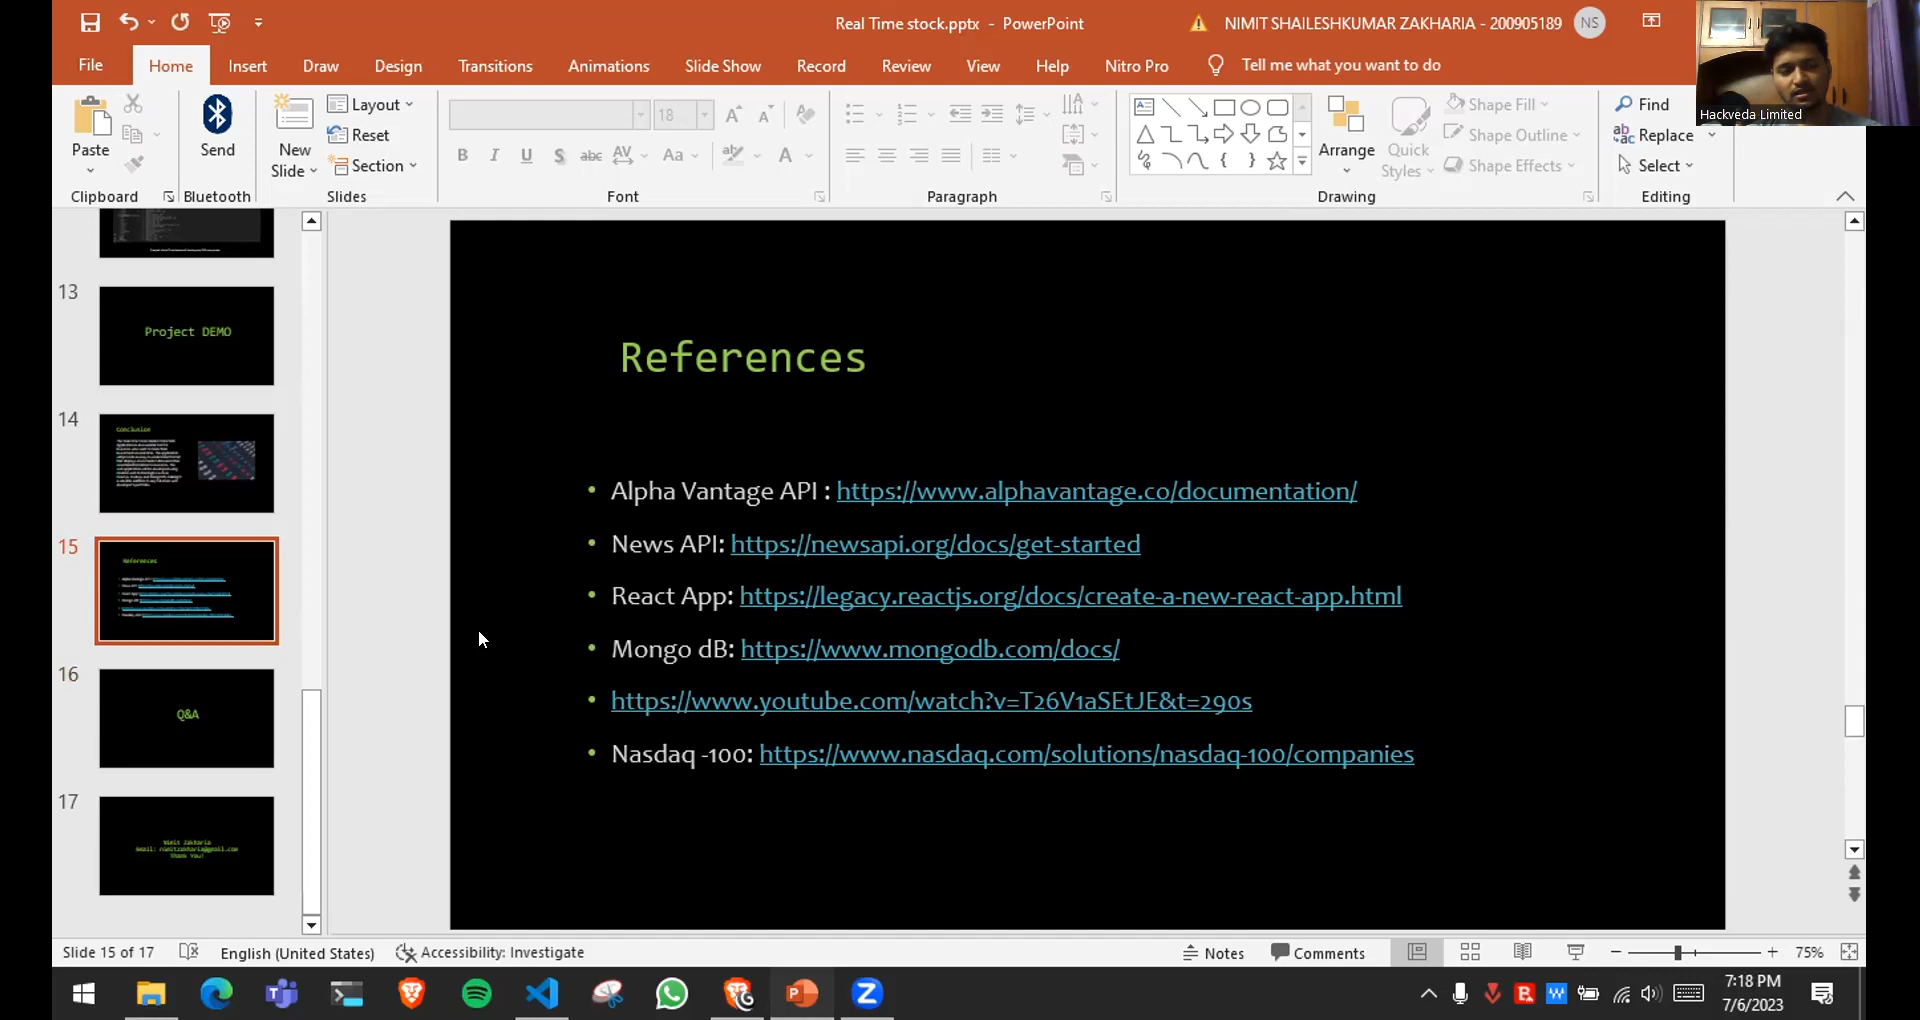 Real Time stock.pptx - PowerPoint
NIMIT SHAILESHKUMAR ZAKHARIA - 200905189
NS
File Home Insert Draw Design Transitions Animations Slide Show Record Review View Help Nitro Pro Tell me what you want to do
Hackveda Limited
Paste
Send
New
Slide
Layout
Reset
Section
18
B I U S abc AV Aa A
Arrange
Quick
Styles
Shape Fill
Shape Outline
Shape Effects
Find
Replace
Select
Clipboard Bluetooth Slides Font Paragraph Drawing Editing
13
Project DEMO
14
Conclusion
15
References
16
Q&A
17
Nimit Zakharia
Email: nimitzakharia@gmail.com
Thank You!
References
• Alpha Vantage API : https://www.alphavantage.co/documentation/
• News API: https://newsapi.org/docs/get-started
• React App: https://legacy.reactjs.org/docs/create-a-new-react-app.html
• Mongo dB: https://www.mongodb.com/docs/
• https://www.youtube.com/watch?v=T26V1aSEtJE&t=290s
• Nasdaq -100: https://www.nasdaq.com/solutions/nasdaq-100/companies
Slide 15 of 17 English (United States) Accessibility: Investigate Notes Comments 75%
7:18 PM
7/6/2023